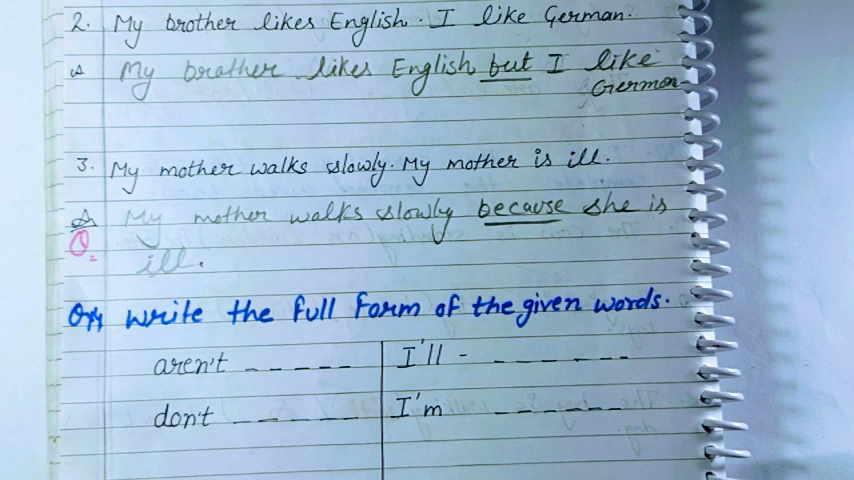 2. My brother likes English. I like German.
A My brother likes English but I like
German
3. My mother walks slowly. My mother is ill.
A My mother walks slowly because she is
Q.
ill.
Write the full form of the given words.
aren't _ _ _ _ _ I'll - _ _ _ _ _ _ _
don't _ _ _ _ _ _ I'm _ _ _ _ _ _ _